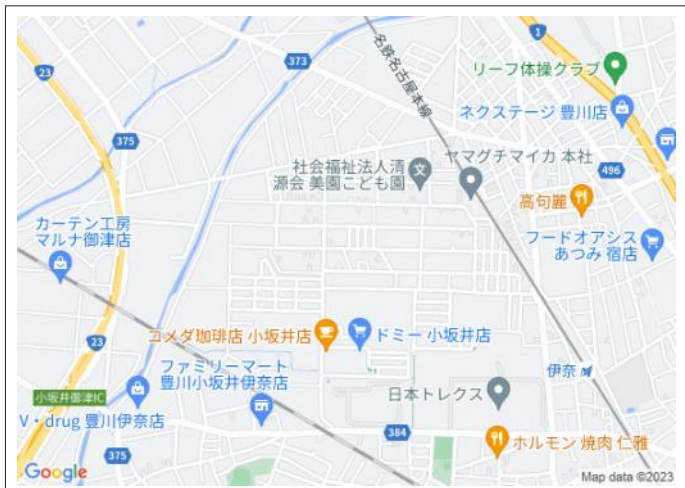 1
23
373
名鉄名古屋本線
リーフ体操クラブ
ネクステージ 豊川店
375
社会福祉法人清
源会 美園こども園
ヤマグチマイカ 本社
496
高句麗
カーテン工房
マルナ御津店
フードオアシス
あつみ 宿店
コメダ珈琲店 小坂井店
ドミー 小坂井店
23
ファミリーマート
豊川小坂井伊奈店
伊奈
小坂井御津IC
日本トレクス
V・drug 豊川伊奈店
384
ホルモン 焼肉 仁雅
375
Google
Map data ©2023